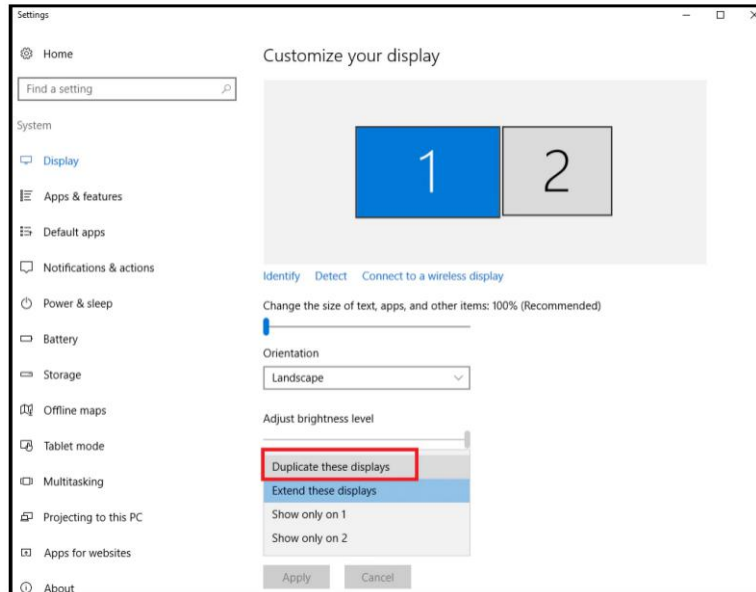 Settings
Home
Customize your display
Find a setting
System
Display
Apps & features
Default apps
Notifications & actions
Power & sleep
Battery
Storage
Offline maps
Tablet mode
Multitasking
Projecting to this PC
Apps for websites
About
1
2
Identify Detect Connect to a wireless display
Change the size of text, apps, and other items: 100% (Recommended)
Orientation
Landscape
Adjust brightness level
Duplicate these displays
Extend these displays
Show only on 1
Show only on 2
Apply Cancel